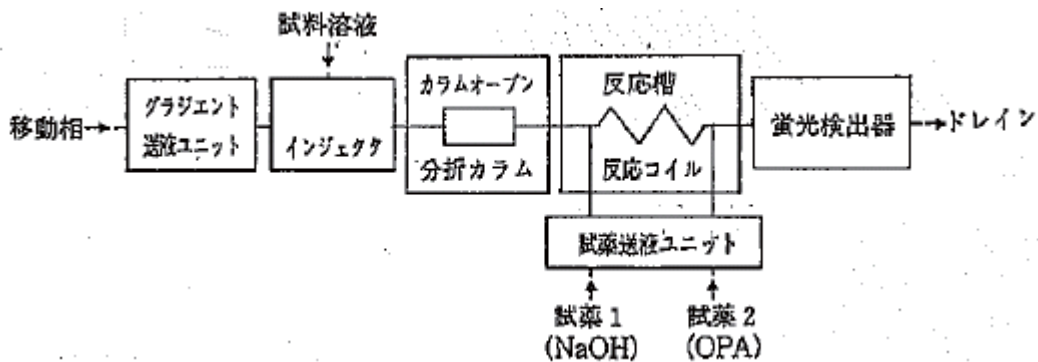 試料溶液
移動相
グラジエント
送液ユニット
インジェクタ
カラムオーブン
分折カラム
反応槽
反応コイル
蛍光検出器
ドレイン
試薬送液ユニット
試薬1
(NaOH)
試薬2
(OPA)